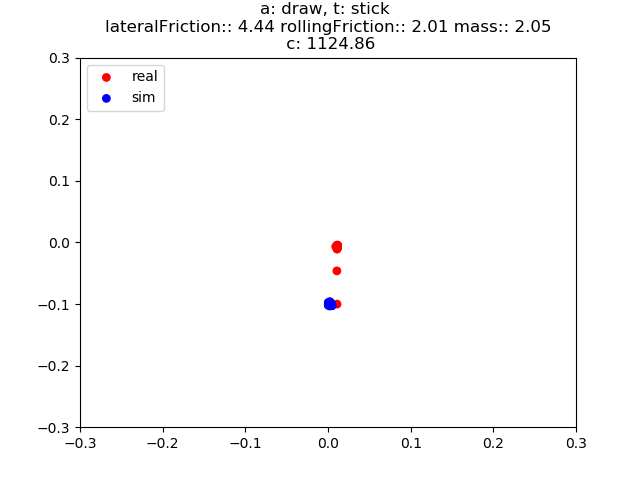 a: draw, t: stick
lateralFriction:: 4.44 rollingFriction:: 2.01 mass:: 2.05
c: 1124.86
real
sim
0.3
0.2
0.1
0.0
−0.1
−0.2
−0.3
−0.3
−0.2
−0.1
0.0
0.1
0.2
0.3